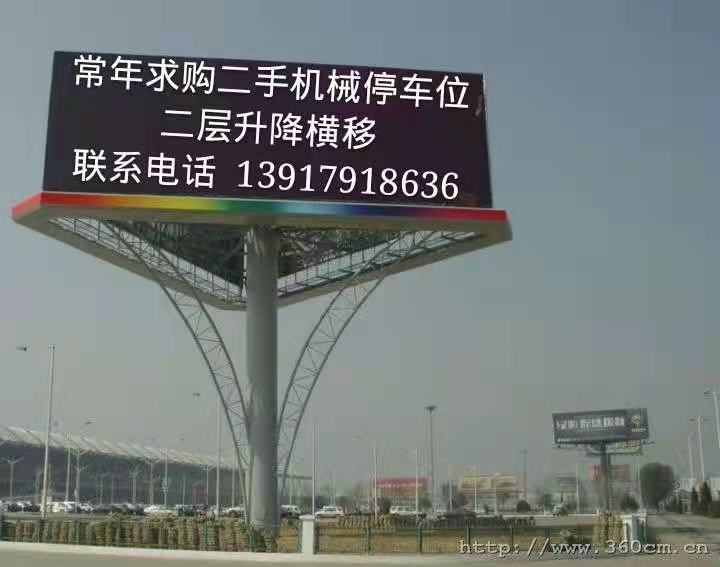 常年求购二手机械停车位
二层升降横移
联系电话 13917918636
http://www.360cm.cn